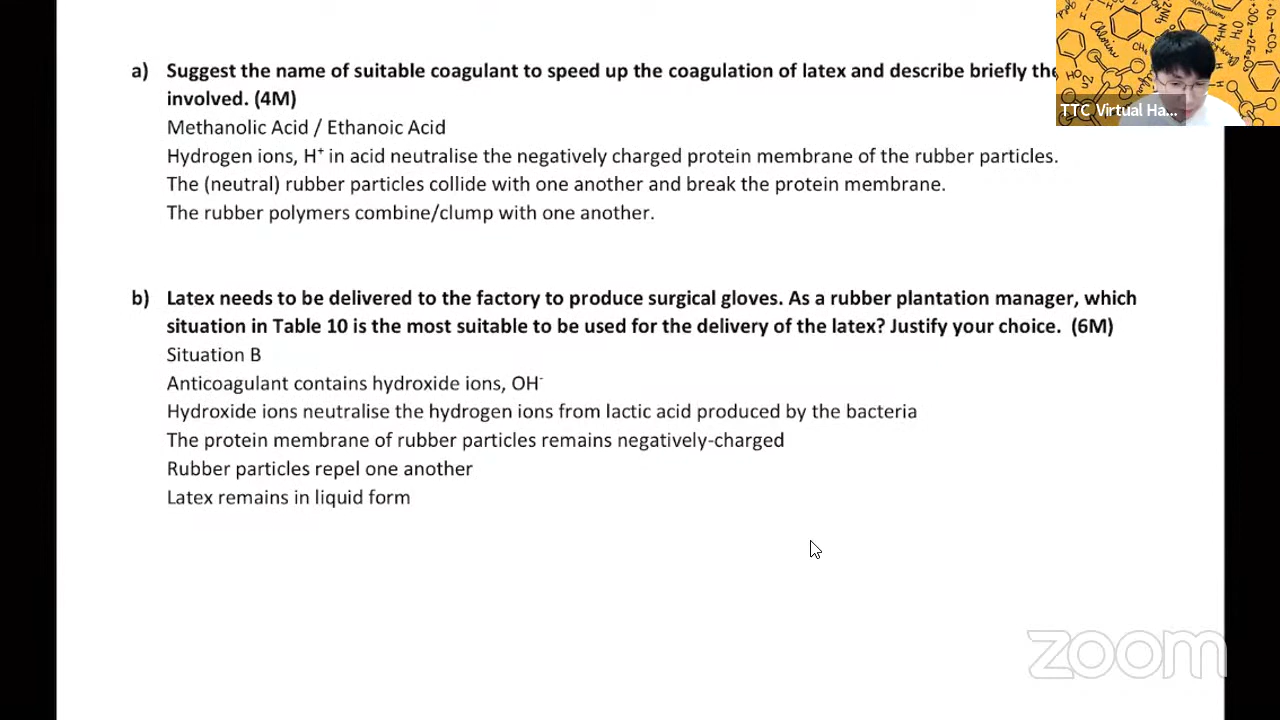 a) Suggest the name of suitable coagulant to speed up the coagulation of latex and describe briefly the
involved. (4M)
Methanolic Acid / Ethanoic Acid
Hydrogen ions, H⁺ in acid neutralise the negatively charged protein membrane of the rubber particles.
The (neutral) rubber particles collide with one another and break the protein membrane.
The rubber polymers combine/clump with one another.
b) Latex needs to be delivered to the factory to produce surgical gloves. As a rubber plantation manager, which
situation in Table 10 is the most suitable to be used for the delivery of the latex? Justify your choice. (6M)
Situation B
Anticoagulant contains hydroxide ions, OH⁻
Hydroxide ions neutralise the hydrogen ions from lactic acid produced by the bacteria
The protein membrane of rubber particles remains negatively-charged
Rubber particles repel one another
Latex remains in liquid form
TTC Virtual Ha...
zoom